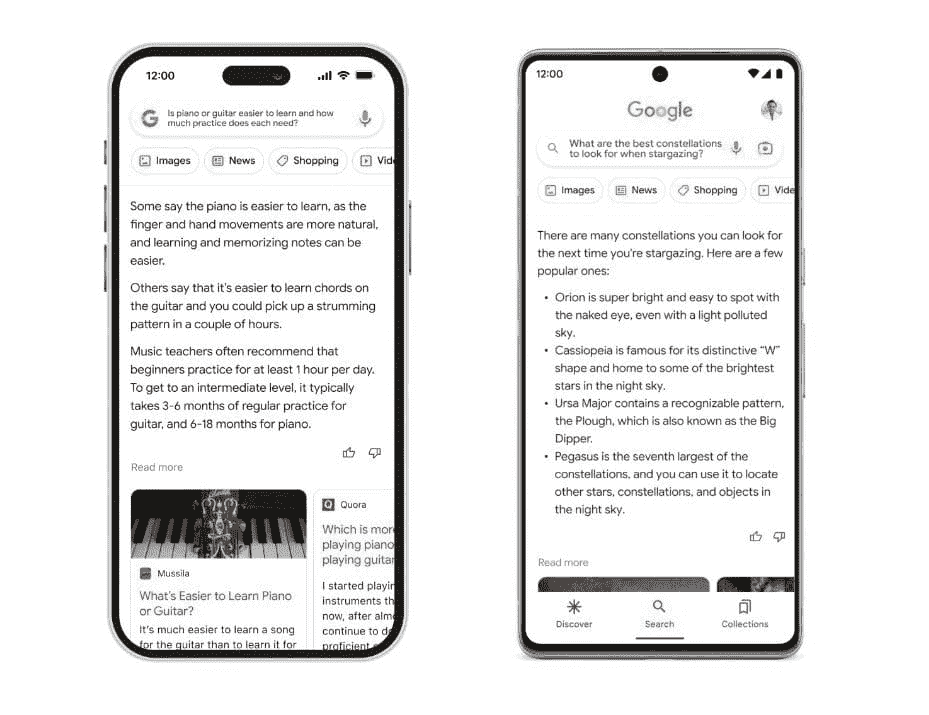 12:00
Is piano or guitar easier to learn and how
much practice does each need?
Images
News
Shopping
Some say the piano is easier to learn, as the
finger and hand movements are more natural,
and learning and memorizing notes can be
easier.
Others say that it's easier to learn chords on
the guitar and you could pick up a strumming
pattern in a couple of hours.
Music teachers often recommend that
beginners practice for at least 1 hour per day.
To get to an intermediate level, it typically
takes 3-6 months of regular practice for
guitar, and 6-18 months for piano.
Read more
Mussila
What's Easier to Learn Piano
or Guitar?
It's much easier to learn a song
for the guitar than to learn it for
Quora
Which is more
playing piano
playing guitar
I started playin
instruments th
now, after almo
continue to do
proficient
12:00
Google
What are the best constellations
to look for when stargazing?
Images
News
Shopping
Vide
There are many constellations you can look for
the next time you're stargazing. Here are a few
popular ones:
• Orion is super bright and easy to spot with
the naked eye, even with a light polluted
sky.
• Cassiopeia is famous for its distinctive “W”
shape and home to some of the brightest
stars in the night sky.
• Ursa Major contains a recognizable pattern,
the Plough, which is also known as the Big
Dipper.
• Pegasus is the seventh largest of the
constellations, and you can use it to locate
other stars, constellations, and objects in
the night sky.
Read more
Discover
Search
Collections